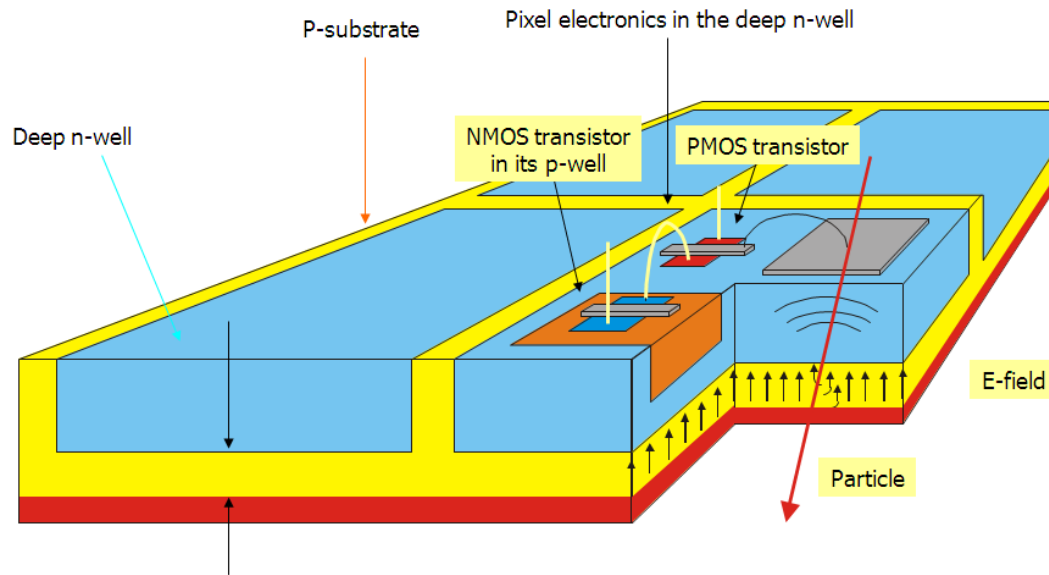 Pixel electronics in the deep n-well
P-substrate
Deep n-well
NMOS transistor
in its p-well
PMOS transistor
E-field
Particle